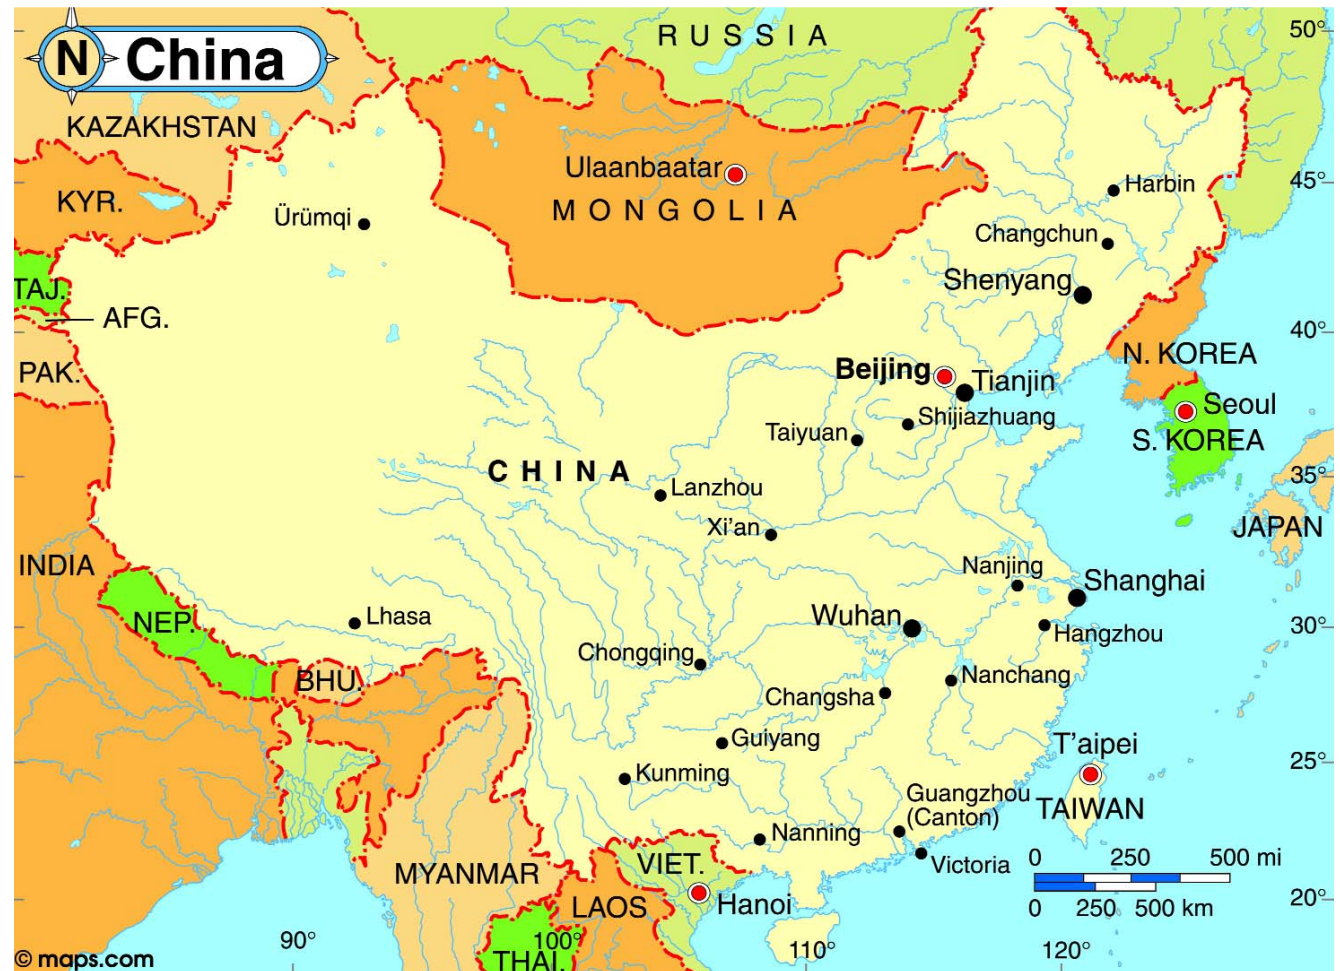 N China
RUSSIA
50°
KAZAKHSTAN
Ulaanbaatar
MONGOLIA
Harbin
45°
KYR.
Ürümqi
Changchun
Shenyang
TAJ.
AFG.
40°
PAK.
N. KOREA
Beijing
Tianjin
Seoul
Shijiazhuang
Taiyuan
S. KOREA
CHINA
35°
Lanzhou
Xi'an
JAPAN
INDIA
Nanjing
Shanghai
NEP.
Lhasa
Wuhan
30°
Hangzhou
Chongqing
BHU.
Nanchang
Changsha
Guiyang
T'aipei
25°
Kunming
Guangzhou
(Canton)
TAIWAN
Nanning
Victoria
0 250 500 mi
0 250 500 km
MYANMAR
VIET.
20°
LAOS
Hanoi
90°
100°
110°
120°
THAI.
© maps.com